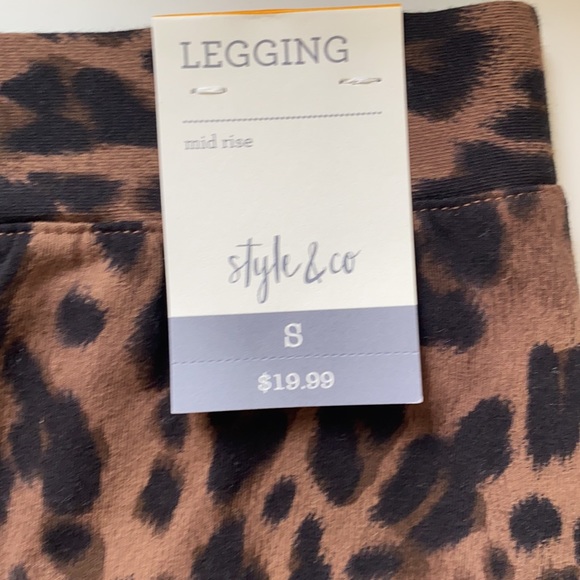 LEGGING
mid rise
style & co
S
$19.99